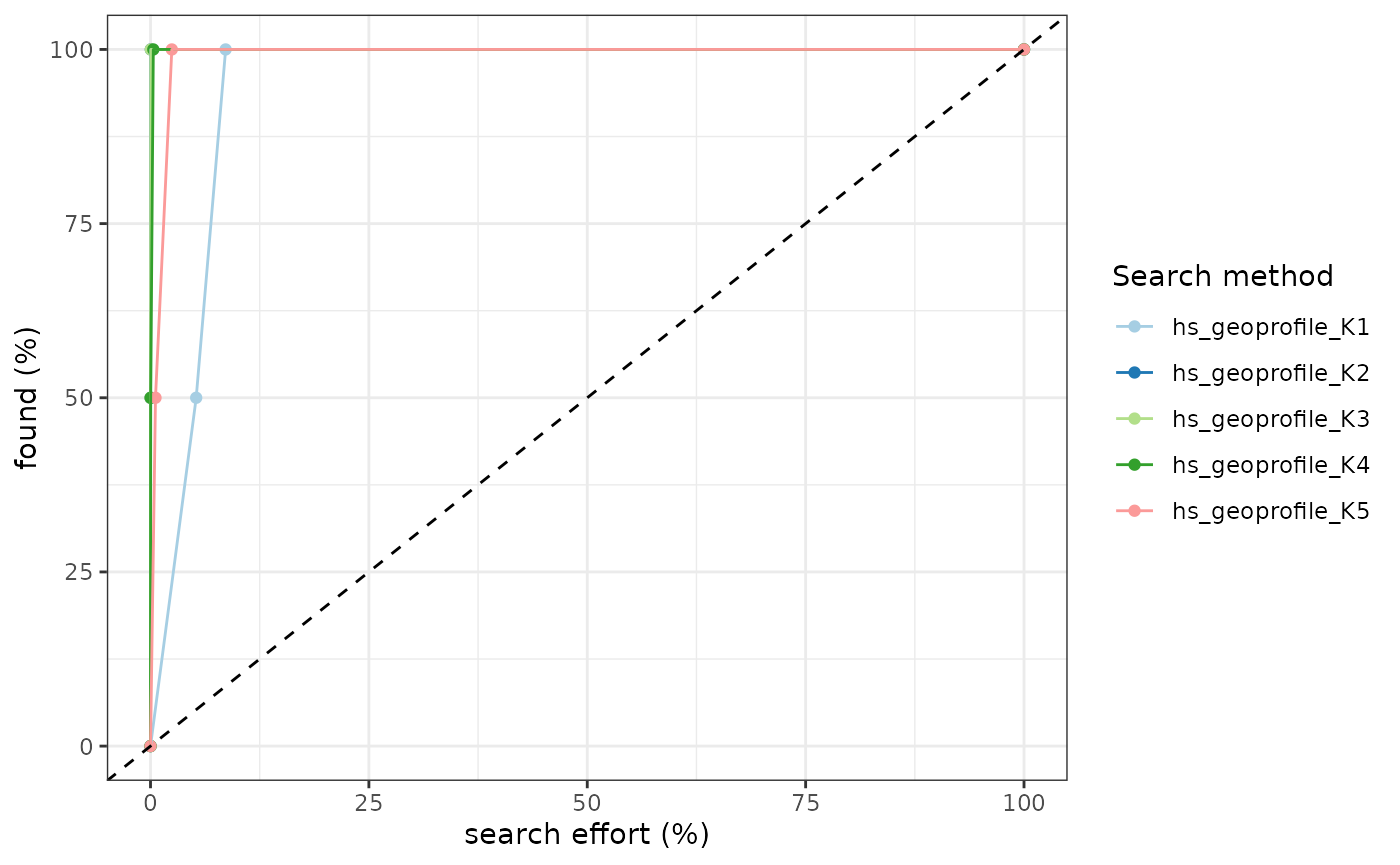 100
75
50
25
0
found (%)
0 25 50 75 100
search effort (%)
Search method
hs_geoprofile_K1
hs_geoprofile_K2
hs_geoprofile_K3
hs_geoprofile_K4
hs_geoprofile_K5